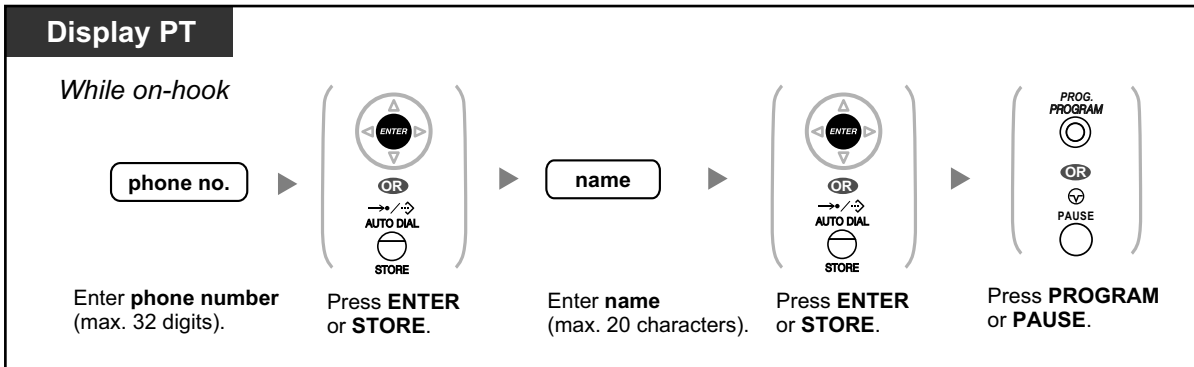 Display PT
While on-hook
phone no.
ENTER
OR
AUTO DIAL
STORE
Enter phone number
(max. 32 digits).
Press ENTER
or STORE.
name
Enter name
(max. 20 characters).
ENTER
OR
AUTO DIAL
STORE
Press ENTER
or STORE.
PROG.
PROGRAM
OR
PAUSE
Press PROGRAM
or PAUSE.